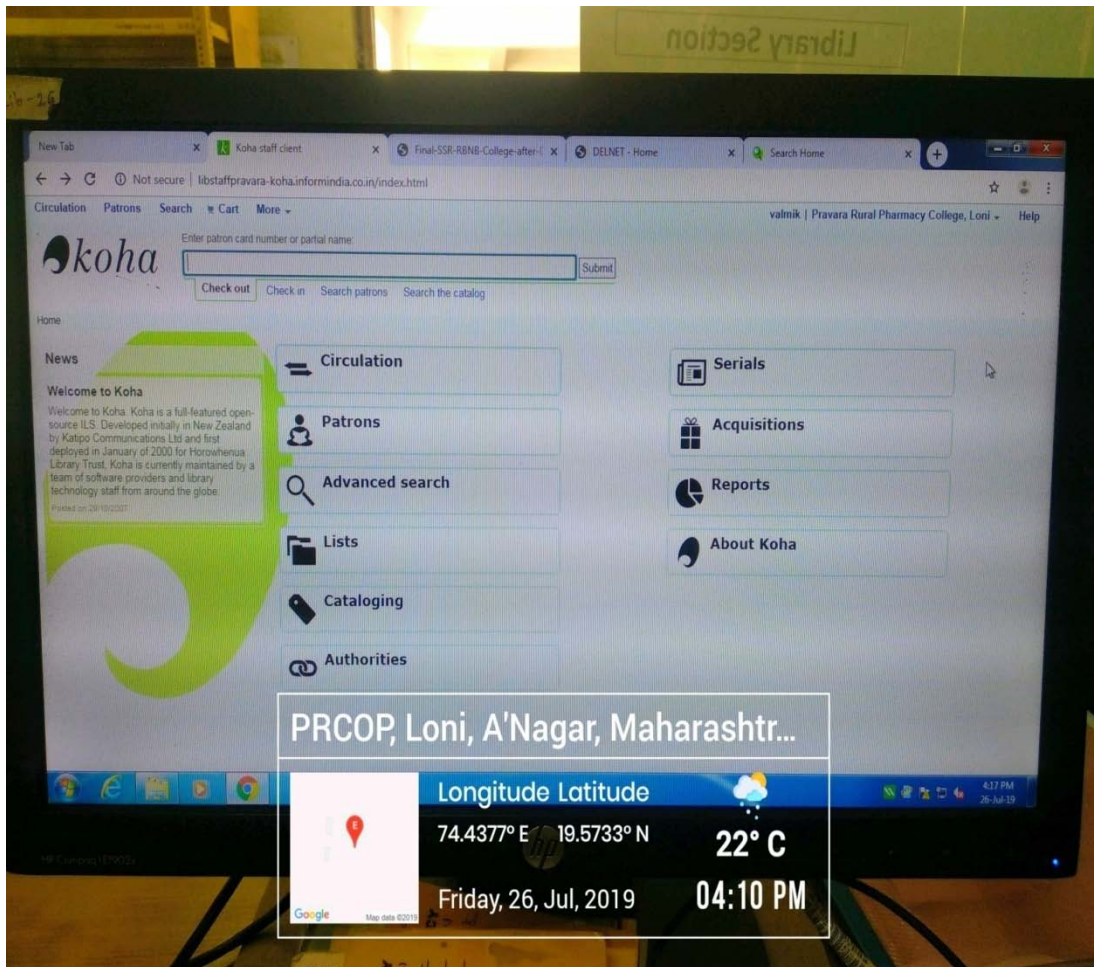 Library Section
New Tab
Koha staff client
Final-SSR-RBNB-College-after-
DELNET - Home
Search Home
Not secure | libstaffpravara-koha.informindia.co.in/index.html
Circulation Patrons Search Cart More
valmik | Pravara Rural Pharmacy College, Loni Help
koha
Enter patron card number or partial name:
Submit
Check out Check in Search patrons Search the catalog
Home
News
Welcome to Koha
Welcome to Koha. Koha is a full-featured open-
source ILS. Developed initially in New Zealand
by Katipo Communications Ltd and first
deployed in January of 2000 for Horowhenua
Library Trust, Koha is currently maintained by a
team of software providers and library
technology staff from around the globe.
Posted on 29/10/2007
Circulation
Patrons
Advanced search
Lists
Cataloging
Authorities
Serials
Acquisitions
Reports
About Koha
4:17 PM
26-Jul-19
PRCOP, Loni, A'Nagar, Maharashtr...
Longitude Latitude
74.4377° E 19.5733° N
22° C
Friday, 26, Jul, 2019
04:10 PM
Google
Map data ©2019
hp